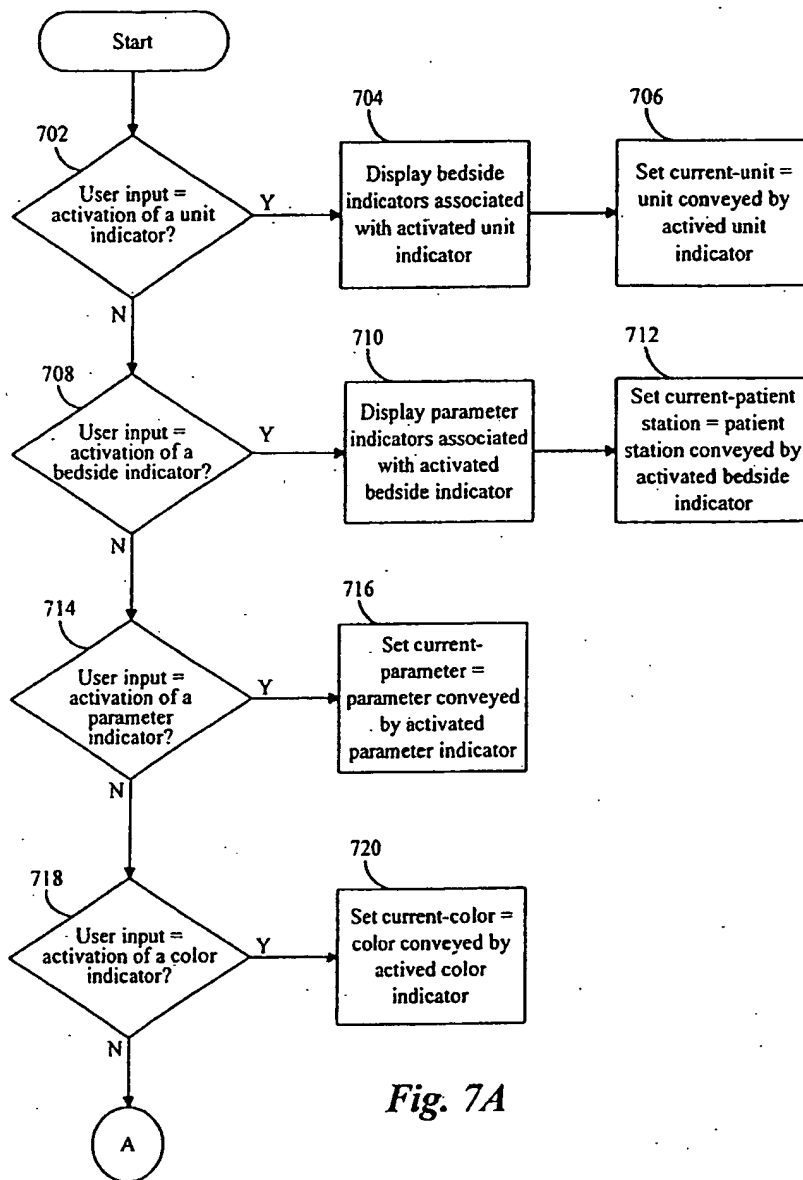 Start
702
User input =
activation of a unit
indicator?
Y
N
704
Display bedside
indicators associated
with activated unit
indicator
706
Set current-unit =
unit conveyed by
actived unit
indicator
708
User input =
activation of a
bedside indicator?
Y
N
710
Display parameter
indicators associated
with activated
bedside indicator
712
Set current-patient
station = patient
station conveyed by
activated bedside
indicator
714
User input =
activation of a
parameter
indicator?
Y
N
716
Set current-
parameter =
parameter conveyed
by activated
parameter indicator
718
User input =
activation of a color
indicator?
Y
N
720
Set current-color =
color conveyed by
actived color
indicator
A
Fig. 7A